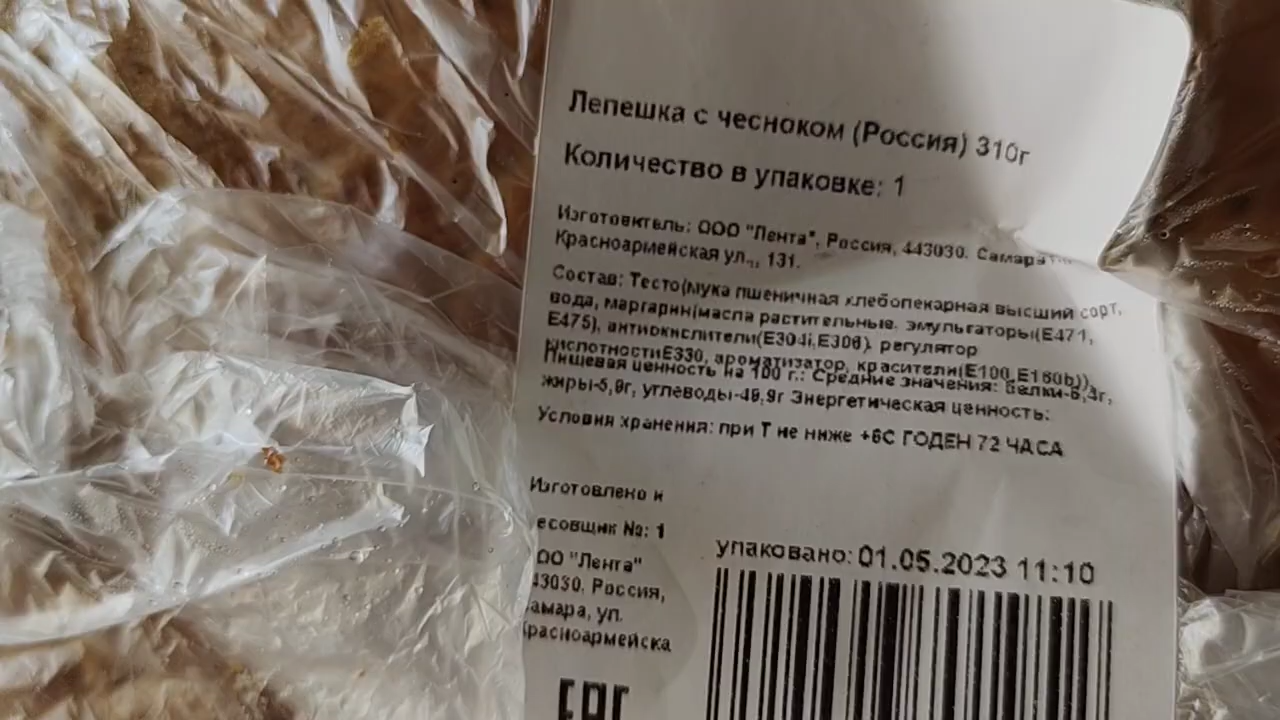 Лепешка с чесноком (Россия) 310г
Количество в упаковке: 1
Изготовитель: ООО "Лента", Россия, 443030, Самара
Красноармейская ул., 131.
Состав: Тесто(мука пшеничная хлебопекарная высший сорт,
вода, маргарин(масла растительные, эмульгаторы(Е471,
Е475), антиокислители(Е304i,Е306), регулятор
кислотностиЕ330, ароматизатор, красители(Е100,Е160b)),
Пищевая ценность на 100 г.: Средние значения: Белки-
углеводы- Энергетическая ценность:
Условия хранения: при Т не ниже +6С ГОДЕН 72 ЧАСА
Изготовлено и
есовщик №: 1
ОО "Лента"
43030, Россия,
амара, ул.
Красноармейска
упаковано: 01.05.2023 11:10
ЕАС